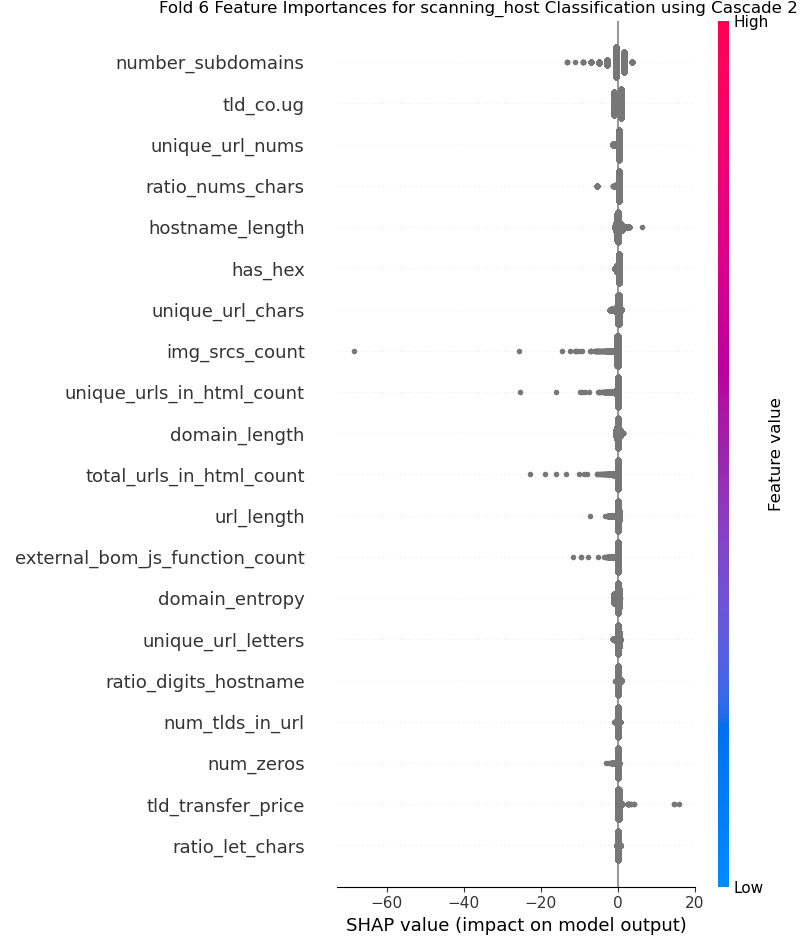 Fold 6 Feature Importances for scanning_host Classification using Cascade 2
High
number_subdomains
tld_co.ug
unique_url_nums
ratio_nums_chars
hostname_length
has_hex
unique_url_chars
img_srcs_count
unique_urls_in_html_count
domain_length
total_urls_in_html_count
url_length
external_bom_js_function_count
domain_entropy
unique_url_letters
ratio_digits_hostname
num_tlds_in_url
num_zeros
tld_transfer_price
ratio_let_chars
Feature value
Low
−60 −40 −20 0 20
SHAP value (impact on model output)